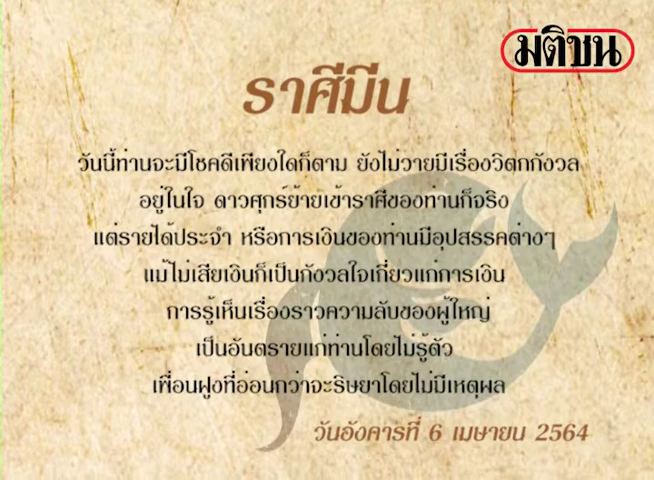 มติชน
ราศีมีน
วันนี้ท่านจะมีโชคดีเพียงใดก็ตาม ยังไม่วายมีเรื่องวิตกกังวล
อยู่ในใจ ดาวศุกร์ย้ายเข้าราศีของท่านก็จริง
แต่รายได้ประจำ หรือการเงินของท่านมีอุปสรรคต่างๆ
แม้ไม่เสียเงินก็เป็นกังวลใจเกี่ยวแก่การเงิน
การรู้เห็นเรื่องราวความลับของผู้ใหญ่
เป็นอันตรายแก่ท่านโดยไม่รู้ตัว
เพื่อนฝูงที่อ่อนกว่าจะริษยาโดยไม่มีเหตุผล
วันอังคารที่ 6 เมษายน 2564